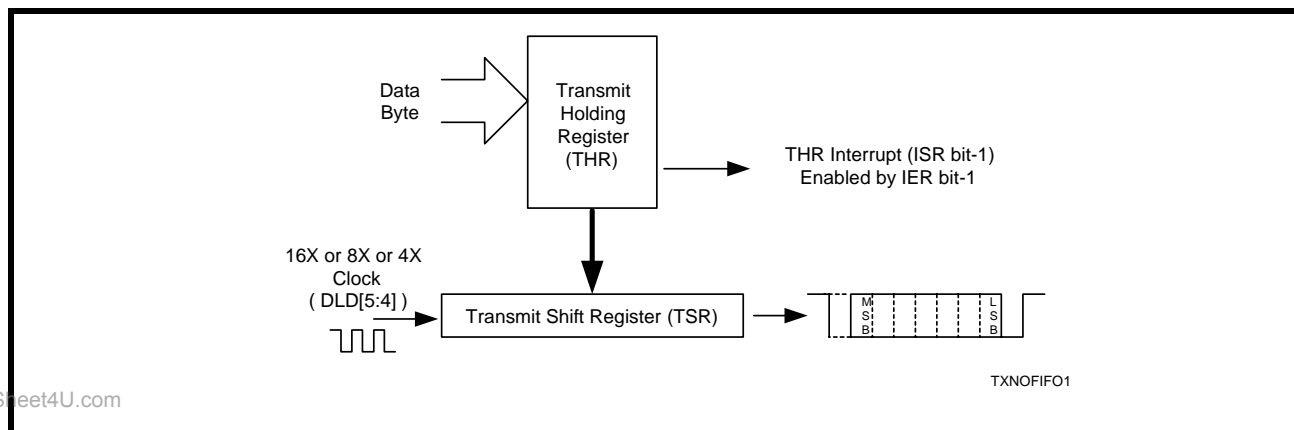 Data
Byte
Transmit
Holding
Register
(THR)
THR Interrupt (ISR bit-1)
Enabled by IER bit-1
16X or 8X or 4X
Clock
( DLD[5:4] )
Transmit Shift Register (TSR)
M
S
B
L
S
B
TXNOFIFO1
heet4U.com